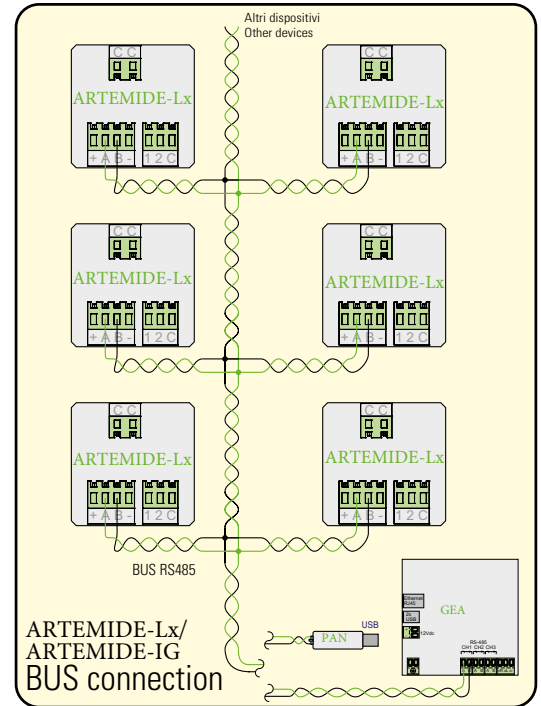 Altri dispositivi
Other devices
C C
ARTEMIDE-Lx
+ A B - 1 2 C
C C
ARTEMIDE-Lx
+ A B - 1 2 C
C C
ARTEMIDE-Lx
+ A B - 1 2 C
C C
ARTEMIDE-Lx
+ A B - 1 2 C
C C
ARTEMIDE-Lx
+ A B - 1 2 C
C C
ARTEMIDE-Lx
+ A B - 1 2 C
BUS RS485
ARTEMIDE-Lx/
ARTEMIDE-IG
BUS connection
USB
PAN
Ethernet
RJ45
2x
USB
12Vdc
GEA
RS-485
CH1 CH2 CH3